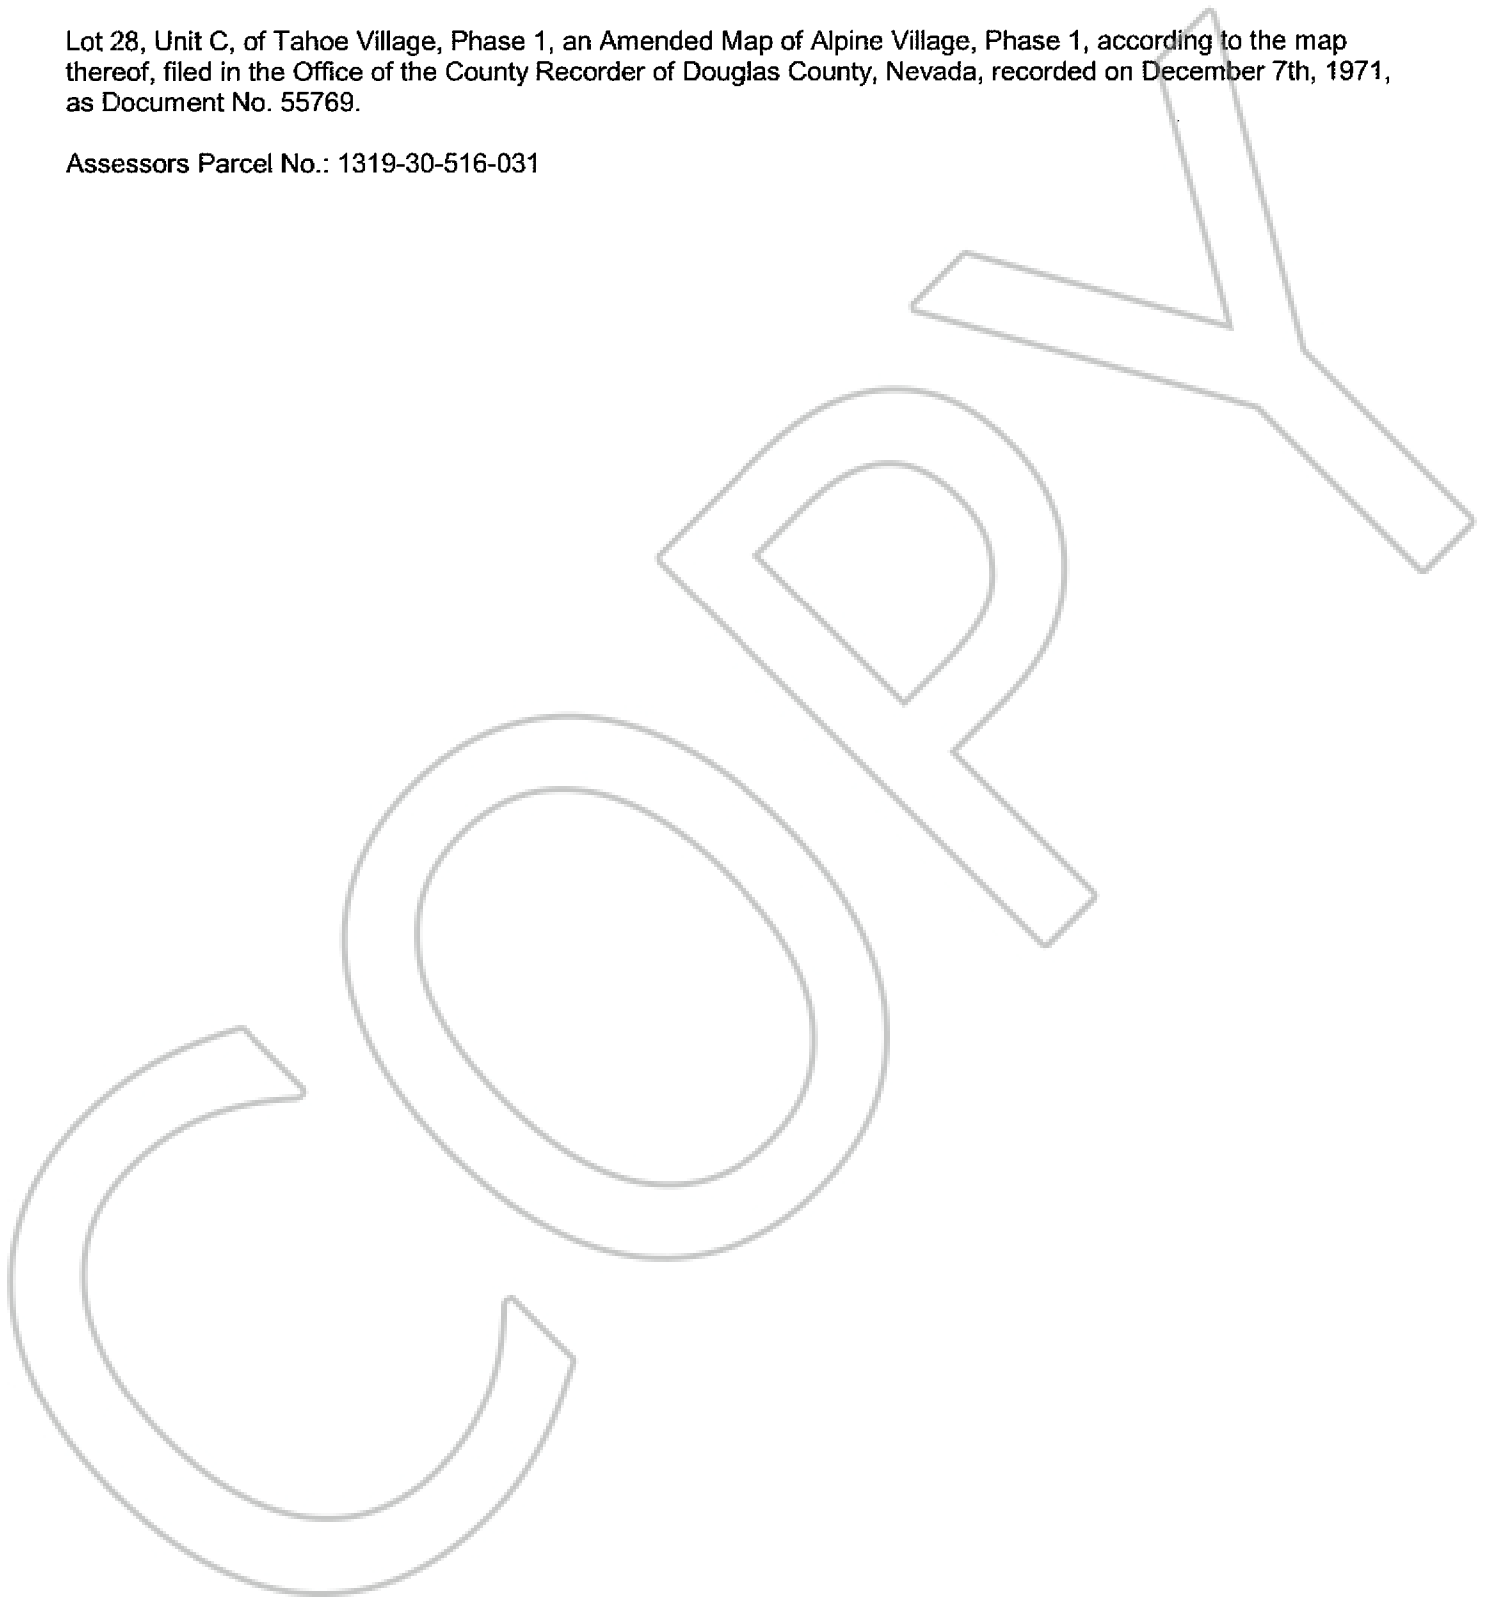 Lot 28, Unit C, of Tahoe Village, Phase 1, an Amended Map of Alpine Village, Phase 1, according to the map
thereof, filed in the Office of the County Recorder of Douglas County, Nevada, recorded on December 7th, 1971,
as Document No. 55769.
Assessors Parcel No.: 1319-30-516-031
COPY